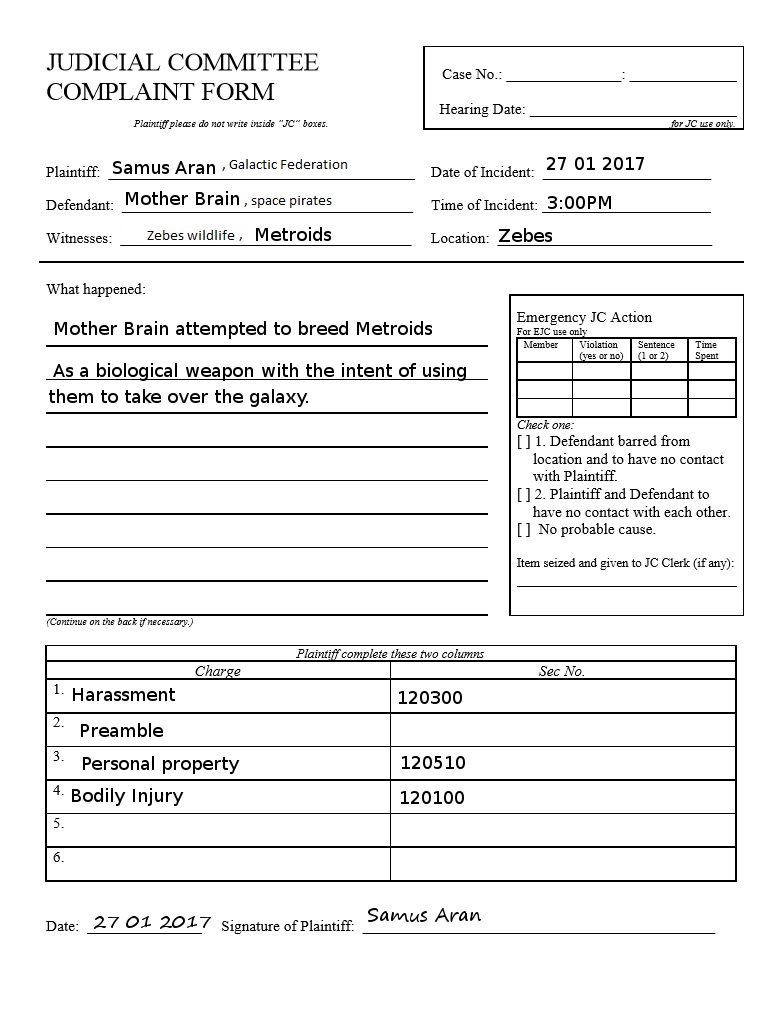 JUDICIAL COMMITTEE
COMPLAINT FORM
Plaintiff please do not write inside "JC" boxes.
Case No.: _______________: ______________
Hearing Date: ___________________________
for JC use only.
Plaintiff: Samus Aran , Galactic Federation
Date of Incident: 27 01 2017
Defendant: Mother Brain , space pirates
Time of Incident: 3:00PM
Witnesses: Zebes wildlife , Metroids
Location: Zebes
What happened:
Mother Brain attempted to breed Metroids
As a biological weapon with the intent of using
them to take over the galaxy.
(Continue on the back if necessary.)
Emergency JC Action
For EJC use only
Member Violation (yes or no) Sentence (1 or 2) Time Spent
Check one:
[ ] 1. Defendant barred from
location and to have no contact
with Plaintiff.
[ ] 2. Plaintiff and Defendant to
have no contact with each other.
[ ] No probable cause.
Item seized and given to JC Clerk (if any):
Plaintiff complete these two columns
Charge Sec No.
1. Harassment 120300
2. Preamble
3. Personal property 120510
4. Bodily Injury 120100
5.
6.
Date: 27 01 2017 Signature of Plaintiff: Samus Aran